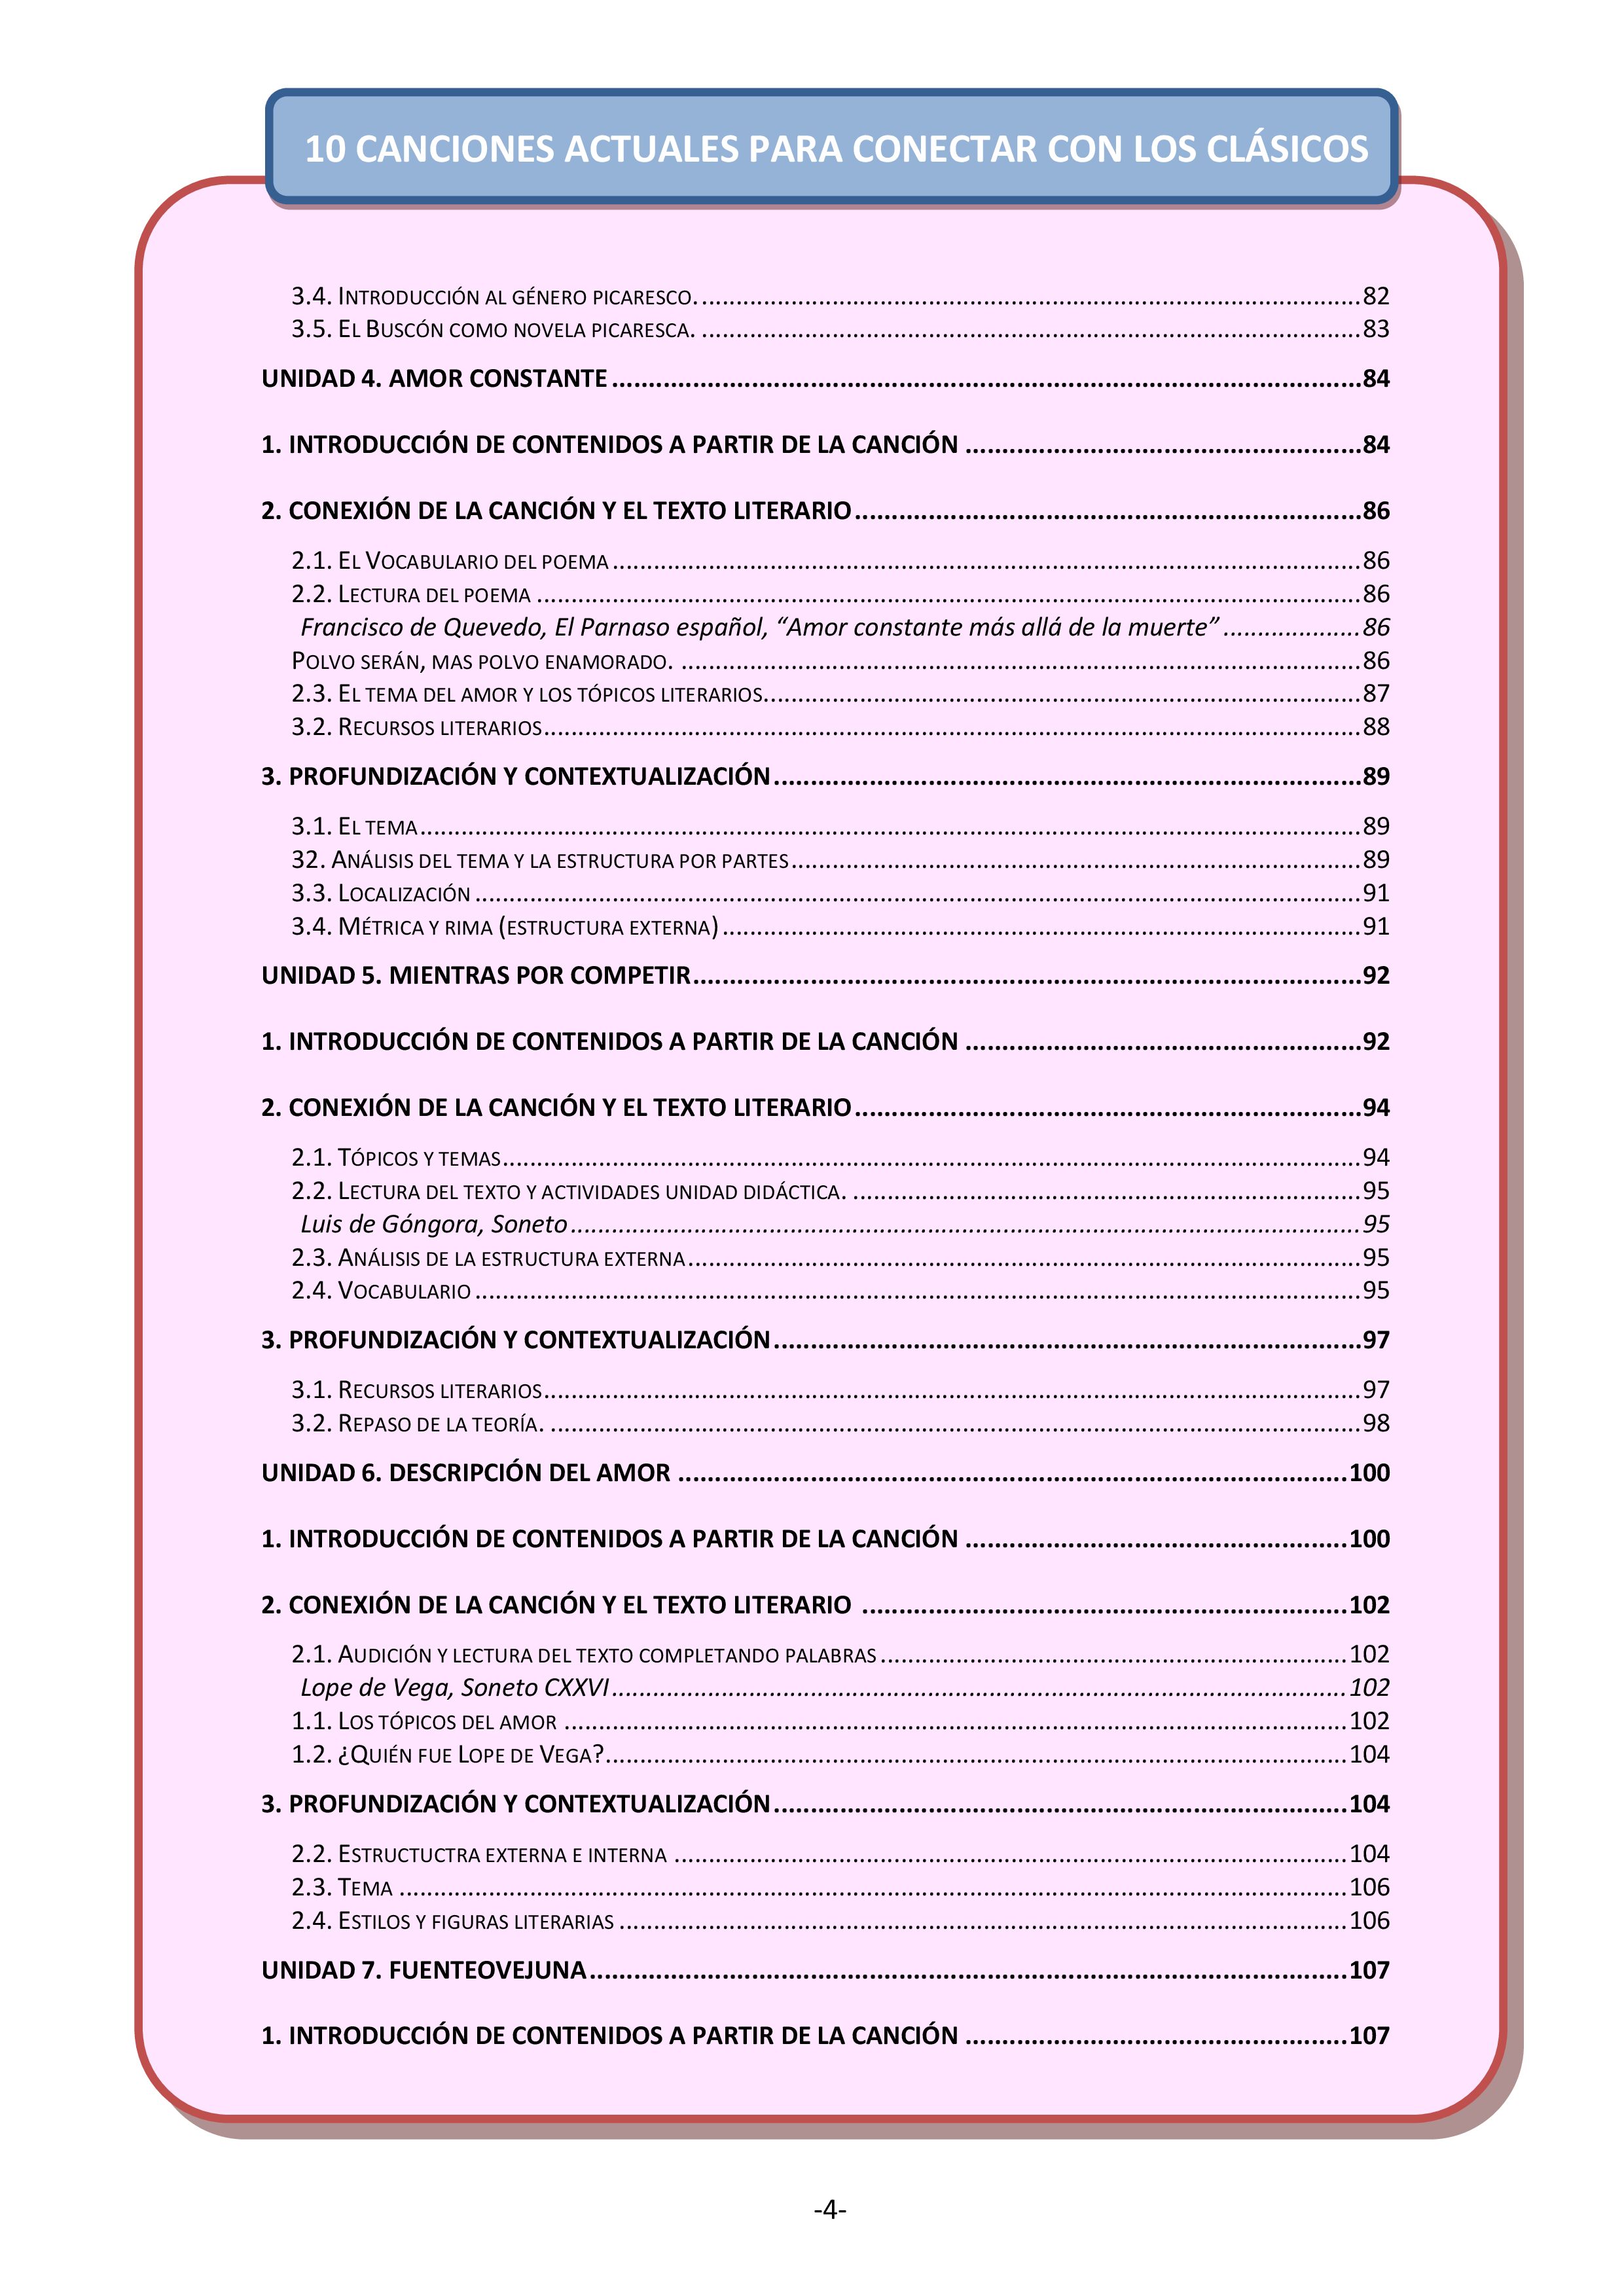 10 CANCIONES ACTUALES PARA CONECTAR CON LOS CLÁSICOS
3.4. Introducción al género picaresco. ........ 82
3.5. El Buscón como novela picaresca. ........ 83
UNIDAD 4. AMOR CONSTANTE ........ 84
1. INTRODUCCIÓN DE CONTENIDOS A PARTIR DE LA CANCIÓN ........ 84
2. CONEXIÓN DE LA CANCIÓN Y EL TEXTO LITERARIO ........ 86
2.1. El Vocabulario del poema ........ 86
2.2. Lectura del poema ........ 86
Francisco de Quevedo, El Parnaso español, “Amor constante más allá de la muerte” ........ 86
Polvo serán, mas polvo enamorado. ........ 86
2.3. El tema del amor y los tópicos literarios. ........ 87
3.2. Recursos literarios ........ 88
3. PROFUNDIZACIÓN Y CONTEXTUALIZACIÓN ........ 89
3.1. El tema ........ 89
32. Análisis del tema y la estructura por partes ........ 89
3.3. Localización ........ 91
3.4. Métrica y rima (estructura externa) ........ 91
UNIDAD 5. MIENTRAS POR COMPETIR ........ 92
1. INTRODUCCIÓN DE CONTENIDOS A PARTIR DE LA CANCIÓN ........ 92
2. CONEXIÓN DE LA CANCIÓN Y EL TEXTO LITERARIO ........ 94
2.1. Tópicos y temas ........ 94
2.2. Lectura del texto y actividades unidad didáctica. ........ 95
Luis de Góngora, Soneto ........ 95
2.3. Análisis de la estructura externa ........ 95
2.4. Vocabulario ........ 95
3. PROFUNDIZACIÓN Y CONTEXTUALIZACIÓN ........ 97
3.1. Recursos literarios ........ 97
3.2. Repaso de la teoría. ........ 98
UNIDAD 6. DESCRIPCIÓN DEL AMOR ........ 100
1. INTRODUCCIÓN DE CONTENIDOS A PARTIR DE LA CANCIÓN ........ 100
2. CONEXIÓN DE LA CANCIÓN Y EL TEXTO LITERARIO ........ 102
2.1. Audición y lectura del texto completando palabras ........ 102
Lope de Vega, Soneto CXXVI ........ 102
1.1. Los tópicos del amor ........ 102
1.2. ¿Quién fue Lope de Vega? ........ 104
3. PROFUNDIZACIÓN Y CONTEXTUALIZACIÓN ........ 104
2.2. Estructuctra externa e interna ........ 104
2.3. Tema ........ 106
2.4. Estilos y figuras literarias ........ 106
UNIDAD 7. FUENTEOVEJUNA ........ 107
1. INTRODUCCIÓN DE CONTENIDOS A PARTIR DE LA CANCIÓN ........ 107
-4-